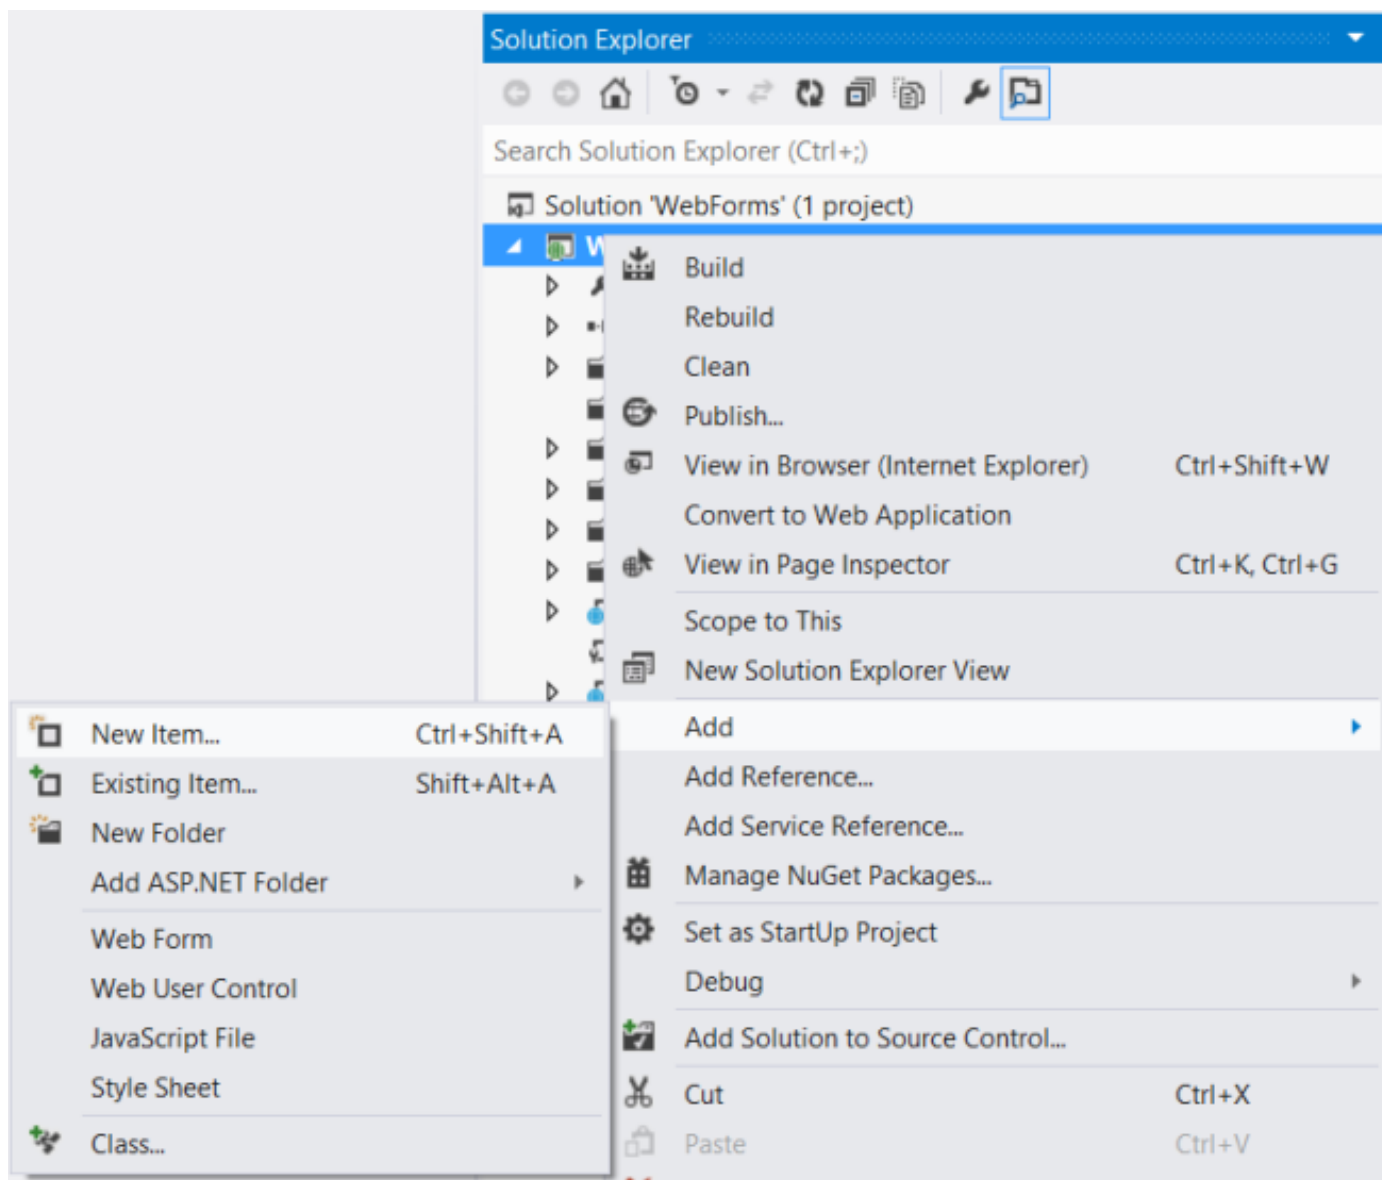 Solution Explorer
Search Solution Explorer (Ctrl+;)
Solution 'WebForms' (1 project)
W
Build
Rebuild
Clean
Publish...
View in Browser (Internet Explorer) Ctrl+Shift+W
Convert to Web Application
View in Page Inspector Ctrl+K, Ctrl+G
Scope to This
New Solution Explorer View
Add
Add Reference...
Add Service Reference...
Manage NuGet Packages...
Set as StartUp Project
Debug
Add Solution to Source Control...
Cut Ctrl+X
Paste Ctrl+V
New Item... Ctrl+Shift+A
Existing Item... Shift+Alt+A
New Folder
Add ASP.NET Folder
Web Form
Web User Control
JavaScript File
Style Sheet
Class...